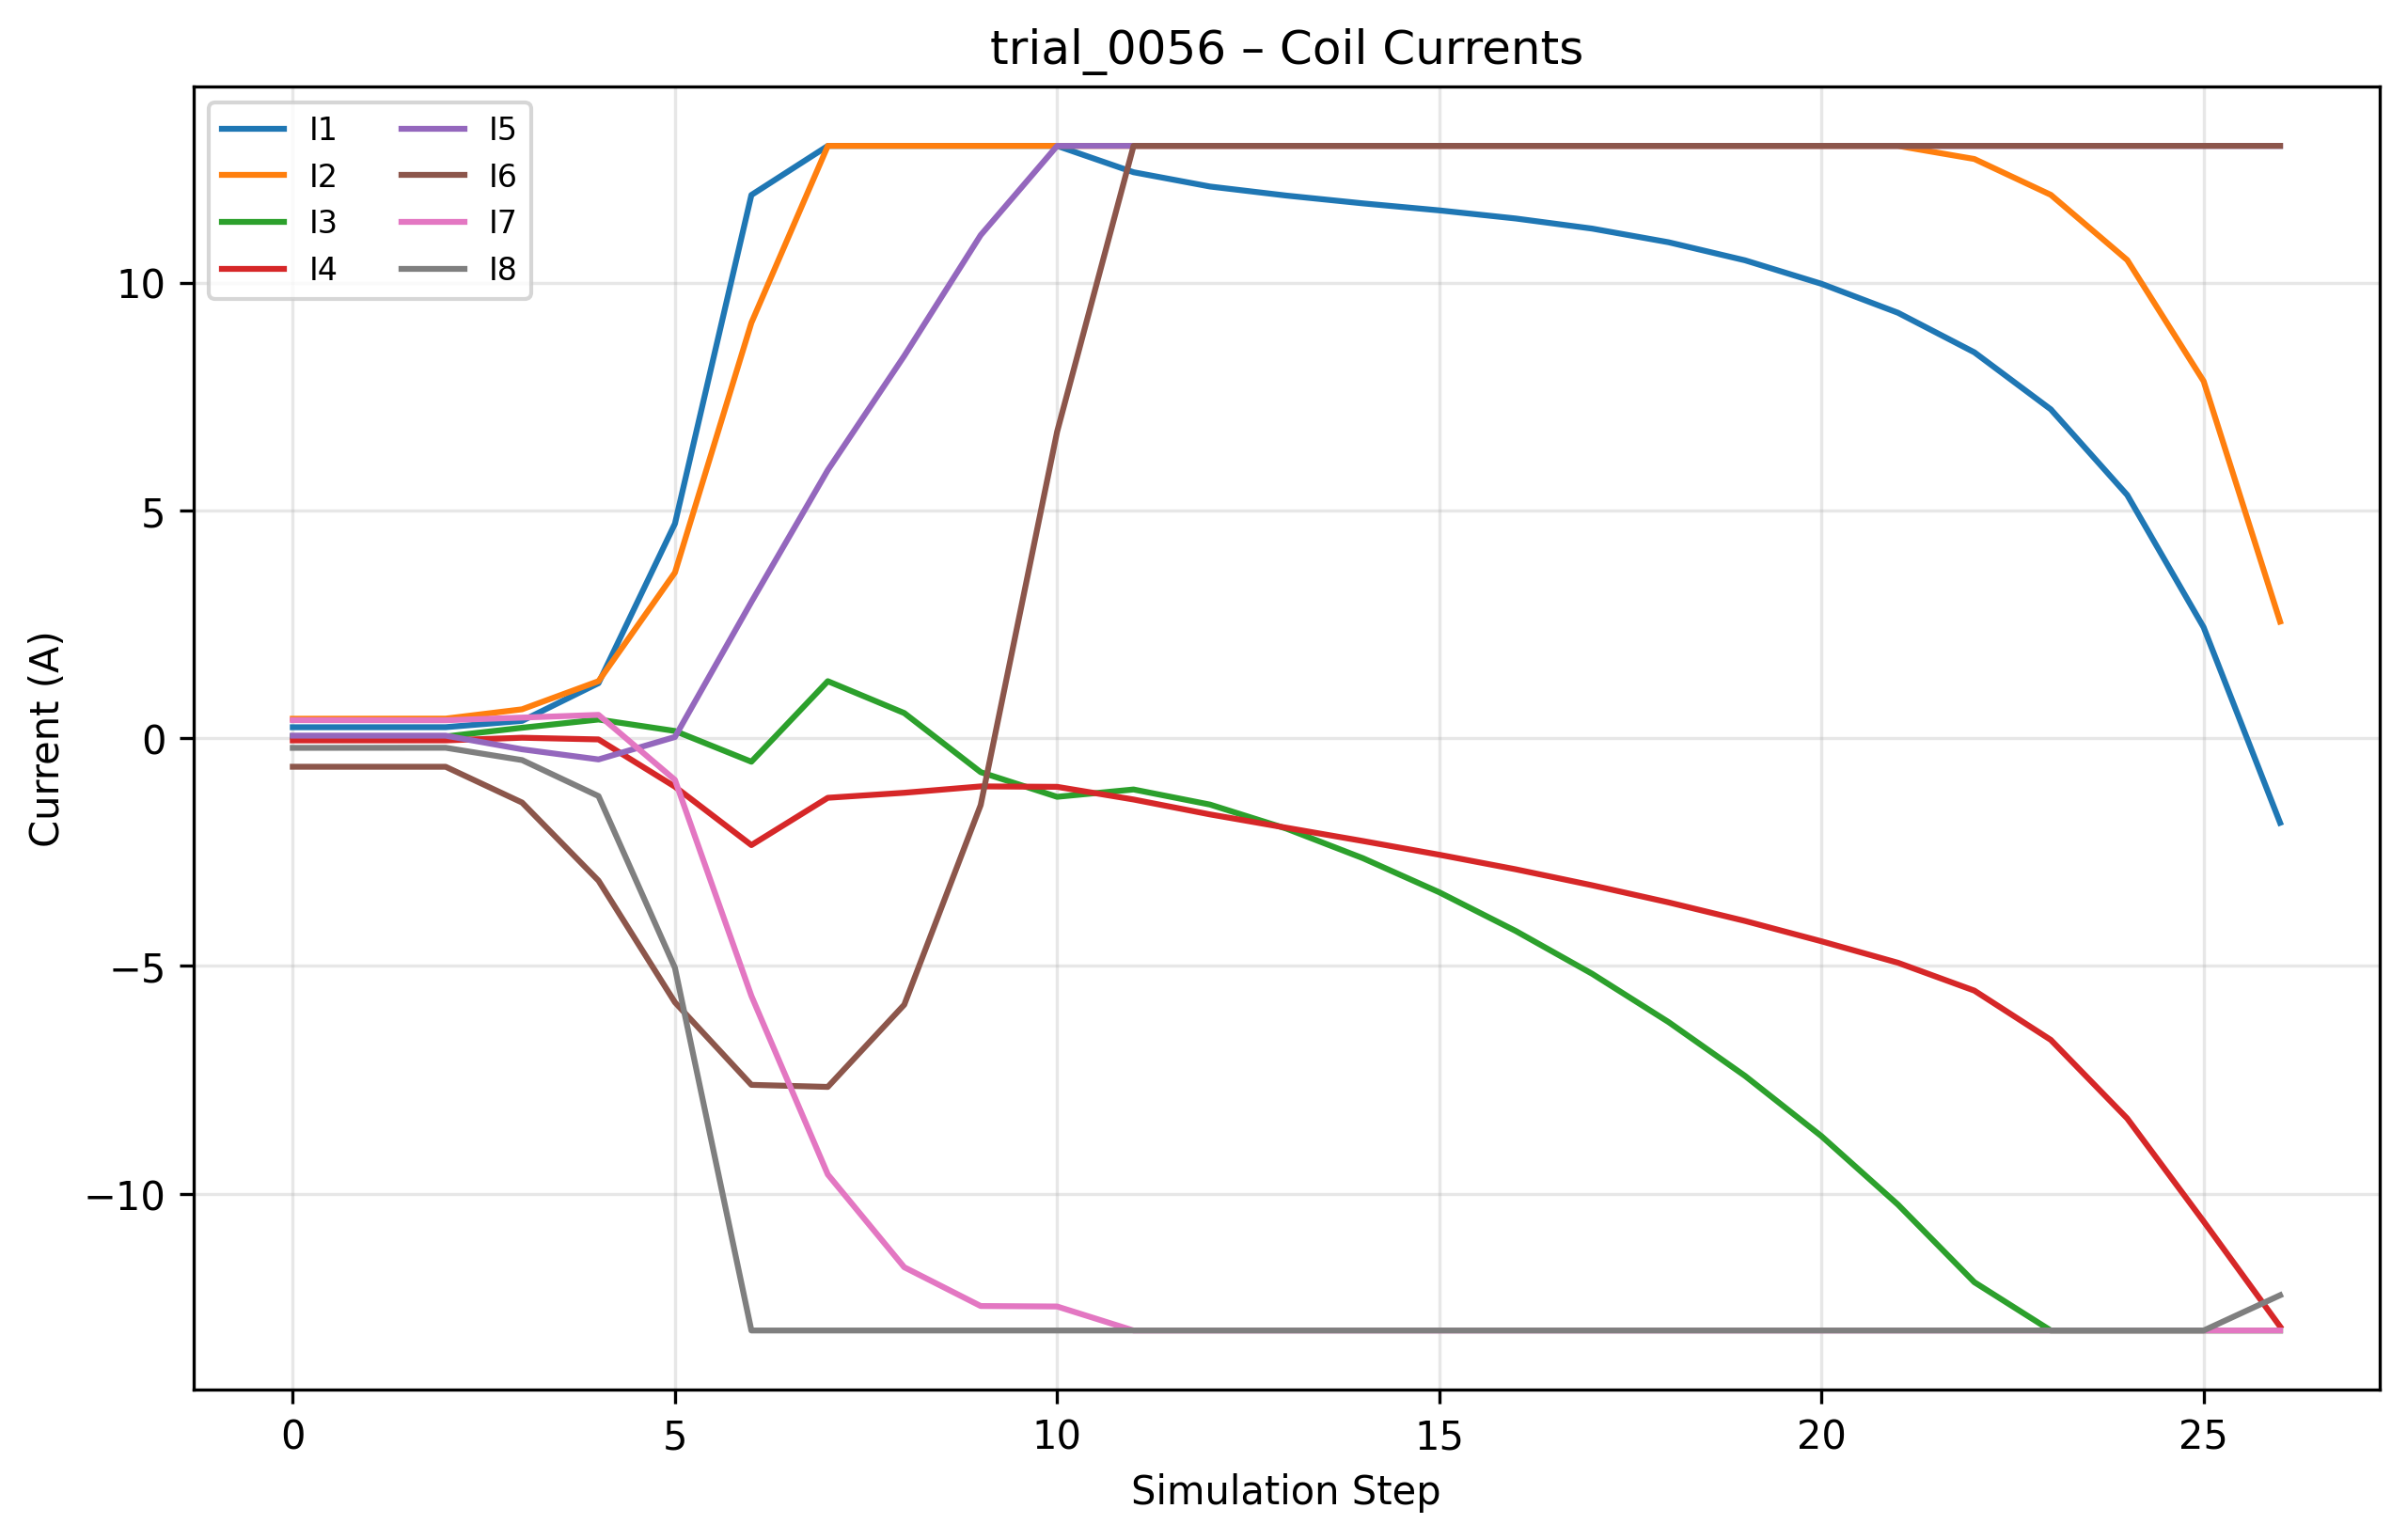 trial_0056 – Coil Currents
I1
I2
I3
I4
I5
I6
I7
I8
Current (A)
10
5
0
−5
−10
0 5 10 15 20 25
Simulation Step